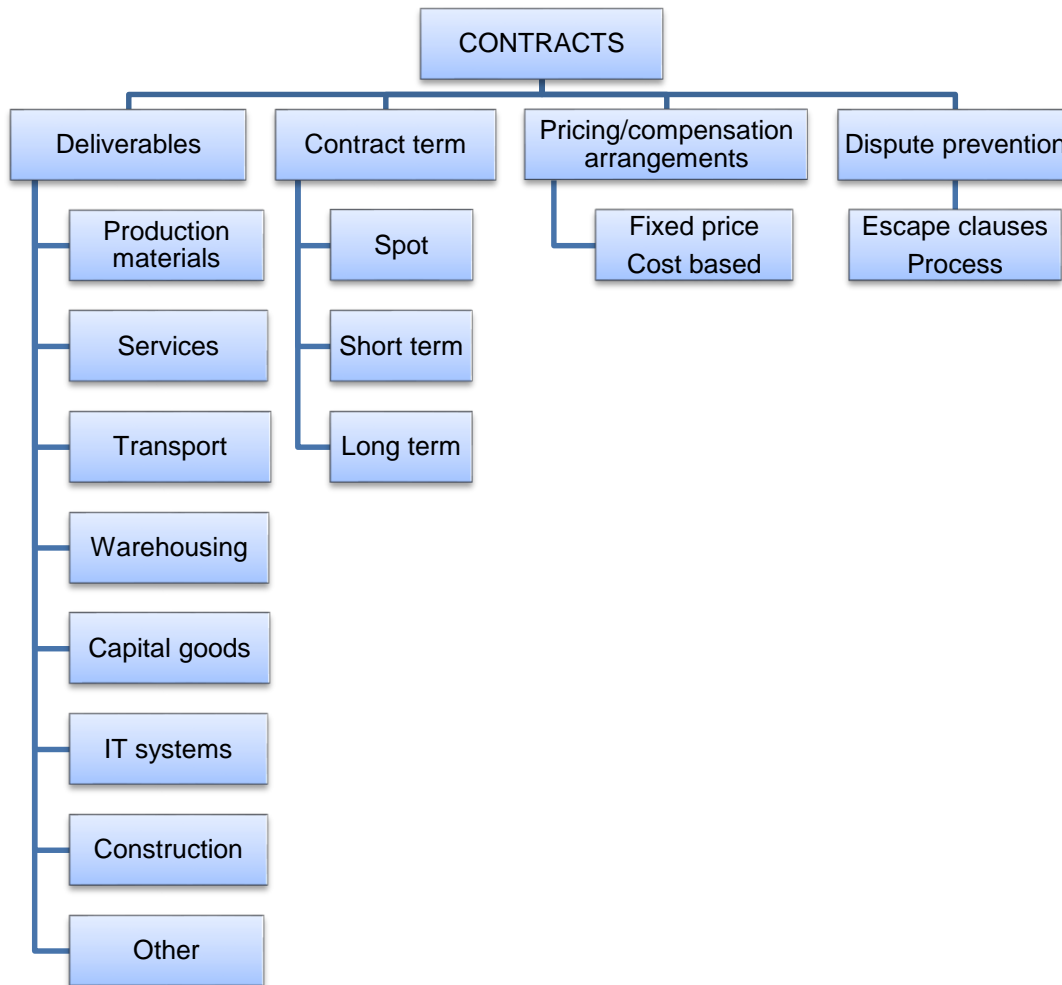 CONTRACTS
Deliverables
Contract term
Pricing/compensation
arrangements
Dispute prevention
Production
materials
Services
Transport
Warehousing
Capital goods
IT systems
Construction
Other
Spot
Short term
Long term
Fixed price
Cost based
Escape clauses
Process